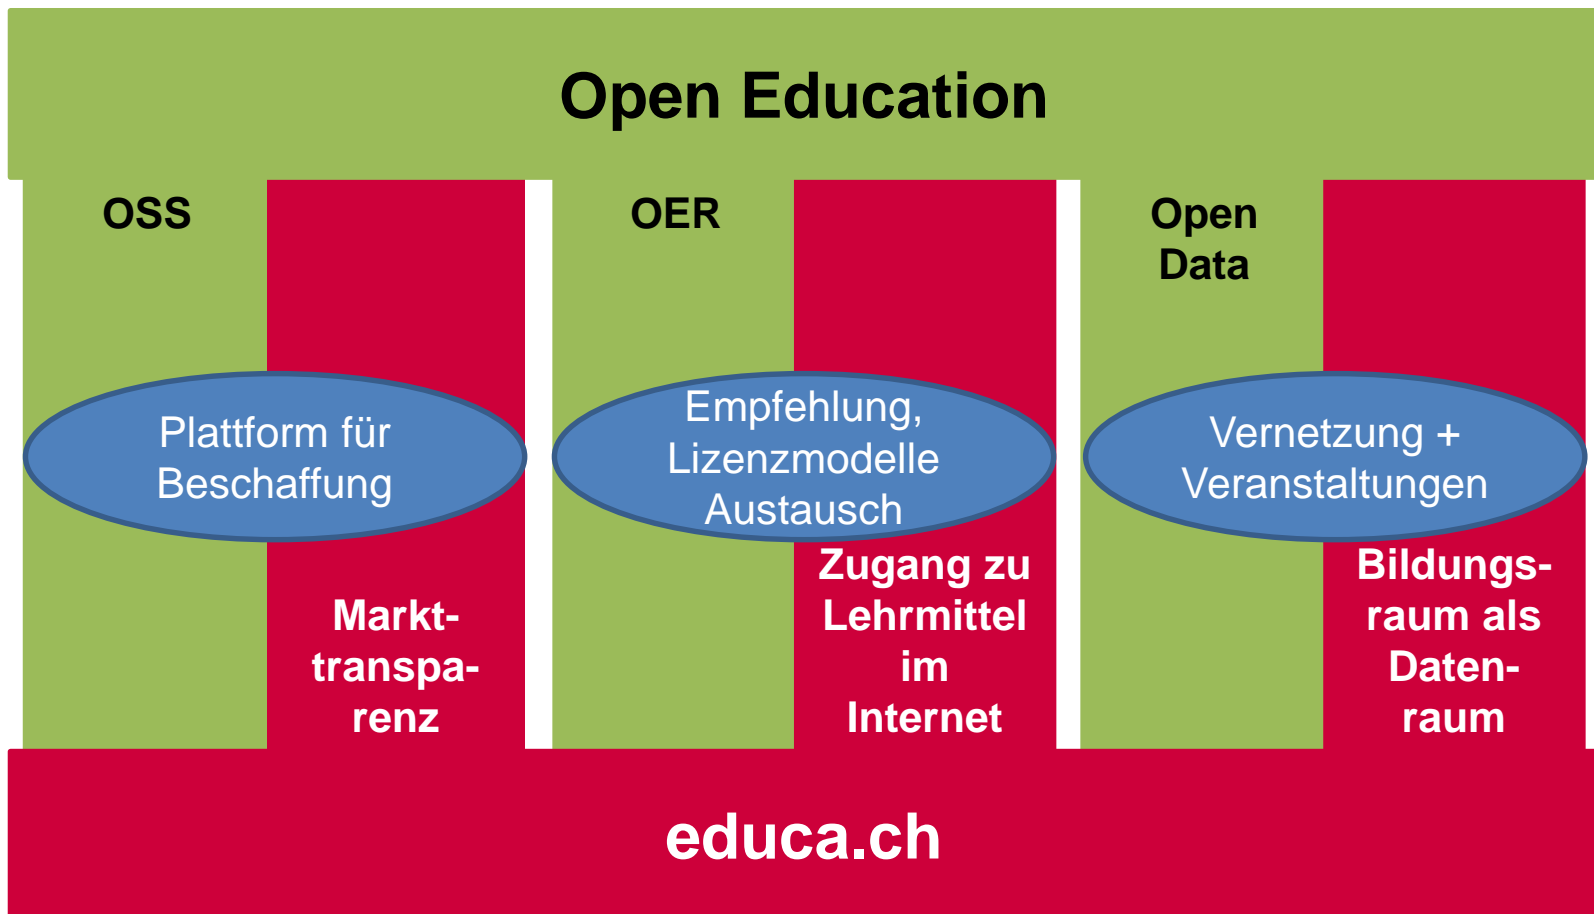 Open Education
OSS
OER
Open
Data
Plattform für
Beschaffung
Empfehlung,
Lizenzmodelle
Austausch
Vernetzung +
Veranstaltungen
Markt-
transpa-
renz
Zugang zu
Lehrmittel
im
Internet
Bildungs-
raum als
Daten-
raum
educa.ch